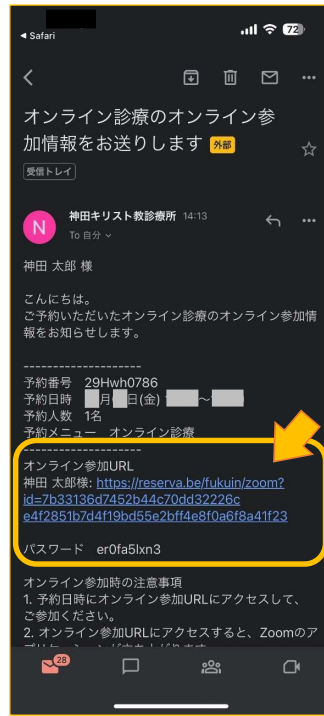 ◀ Safari
72
オンライン診療のオンライン参
加情報をお送りします 外部
受信トレイ
N
神田キリスト教診療所 14:13
To 自分
神田 太郎 様
こんにちは。
ご予約いただいたオンライン診療のオンライン参加情
報をお知らせします。
--------------------
予約番号 29Hwh0786
予約日時 月 日(金) ～
予約人数 1名
予約メニュー オンライン診療
--------------------
オンライン参加URL
神田 太郎様: https://reserva.be/fukuin/zoom?
id=7b33136d7452b44c70dd32226c
e4f2851b7d4f19bd55e2bff4e8f0a6f8a41f23
パスワード er0fa5lxn3
オンライン参加時の注意事項
1. 予約日時にオンライン参加URLにアクセスして、
ご参加ください。
2. オンライン参加URLにアクセスすると、Zoomのア
28